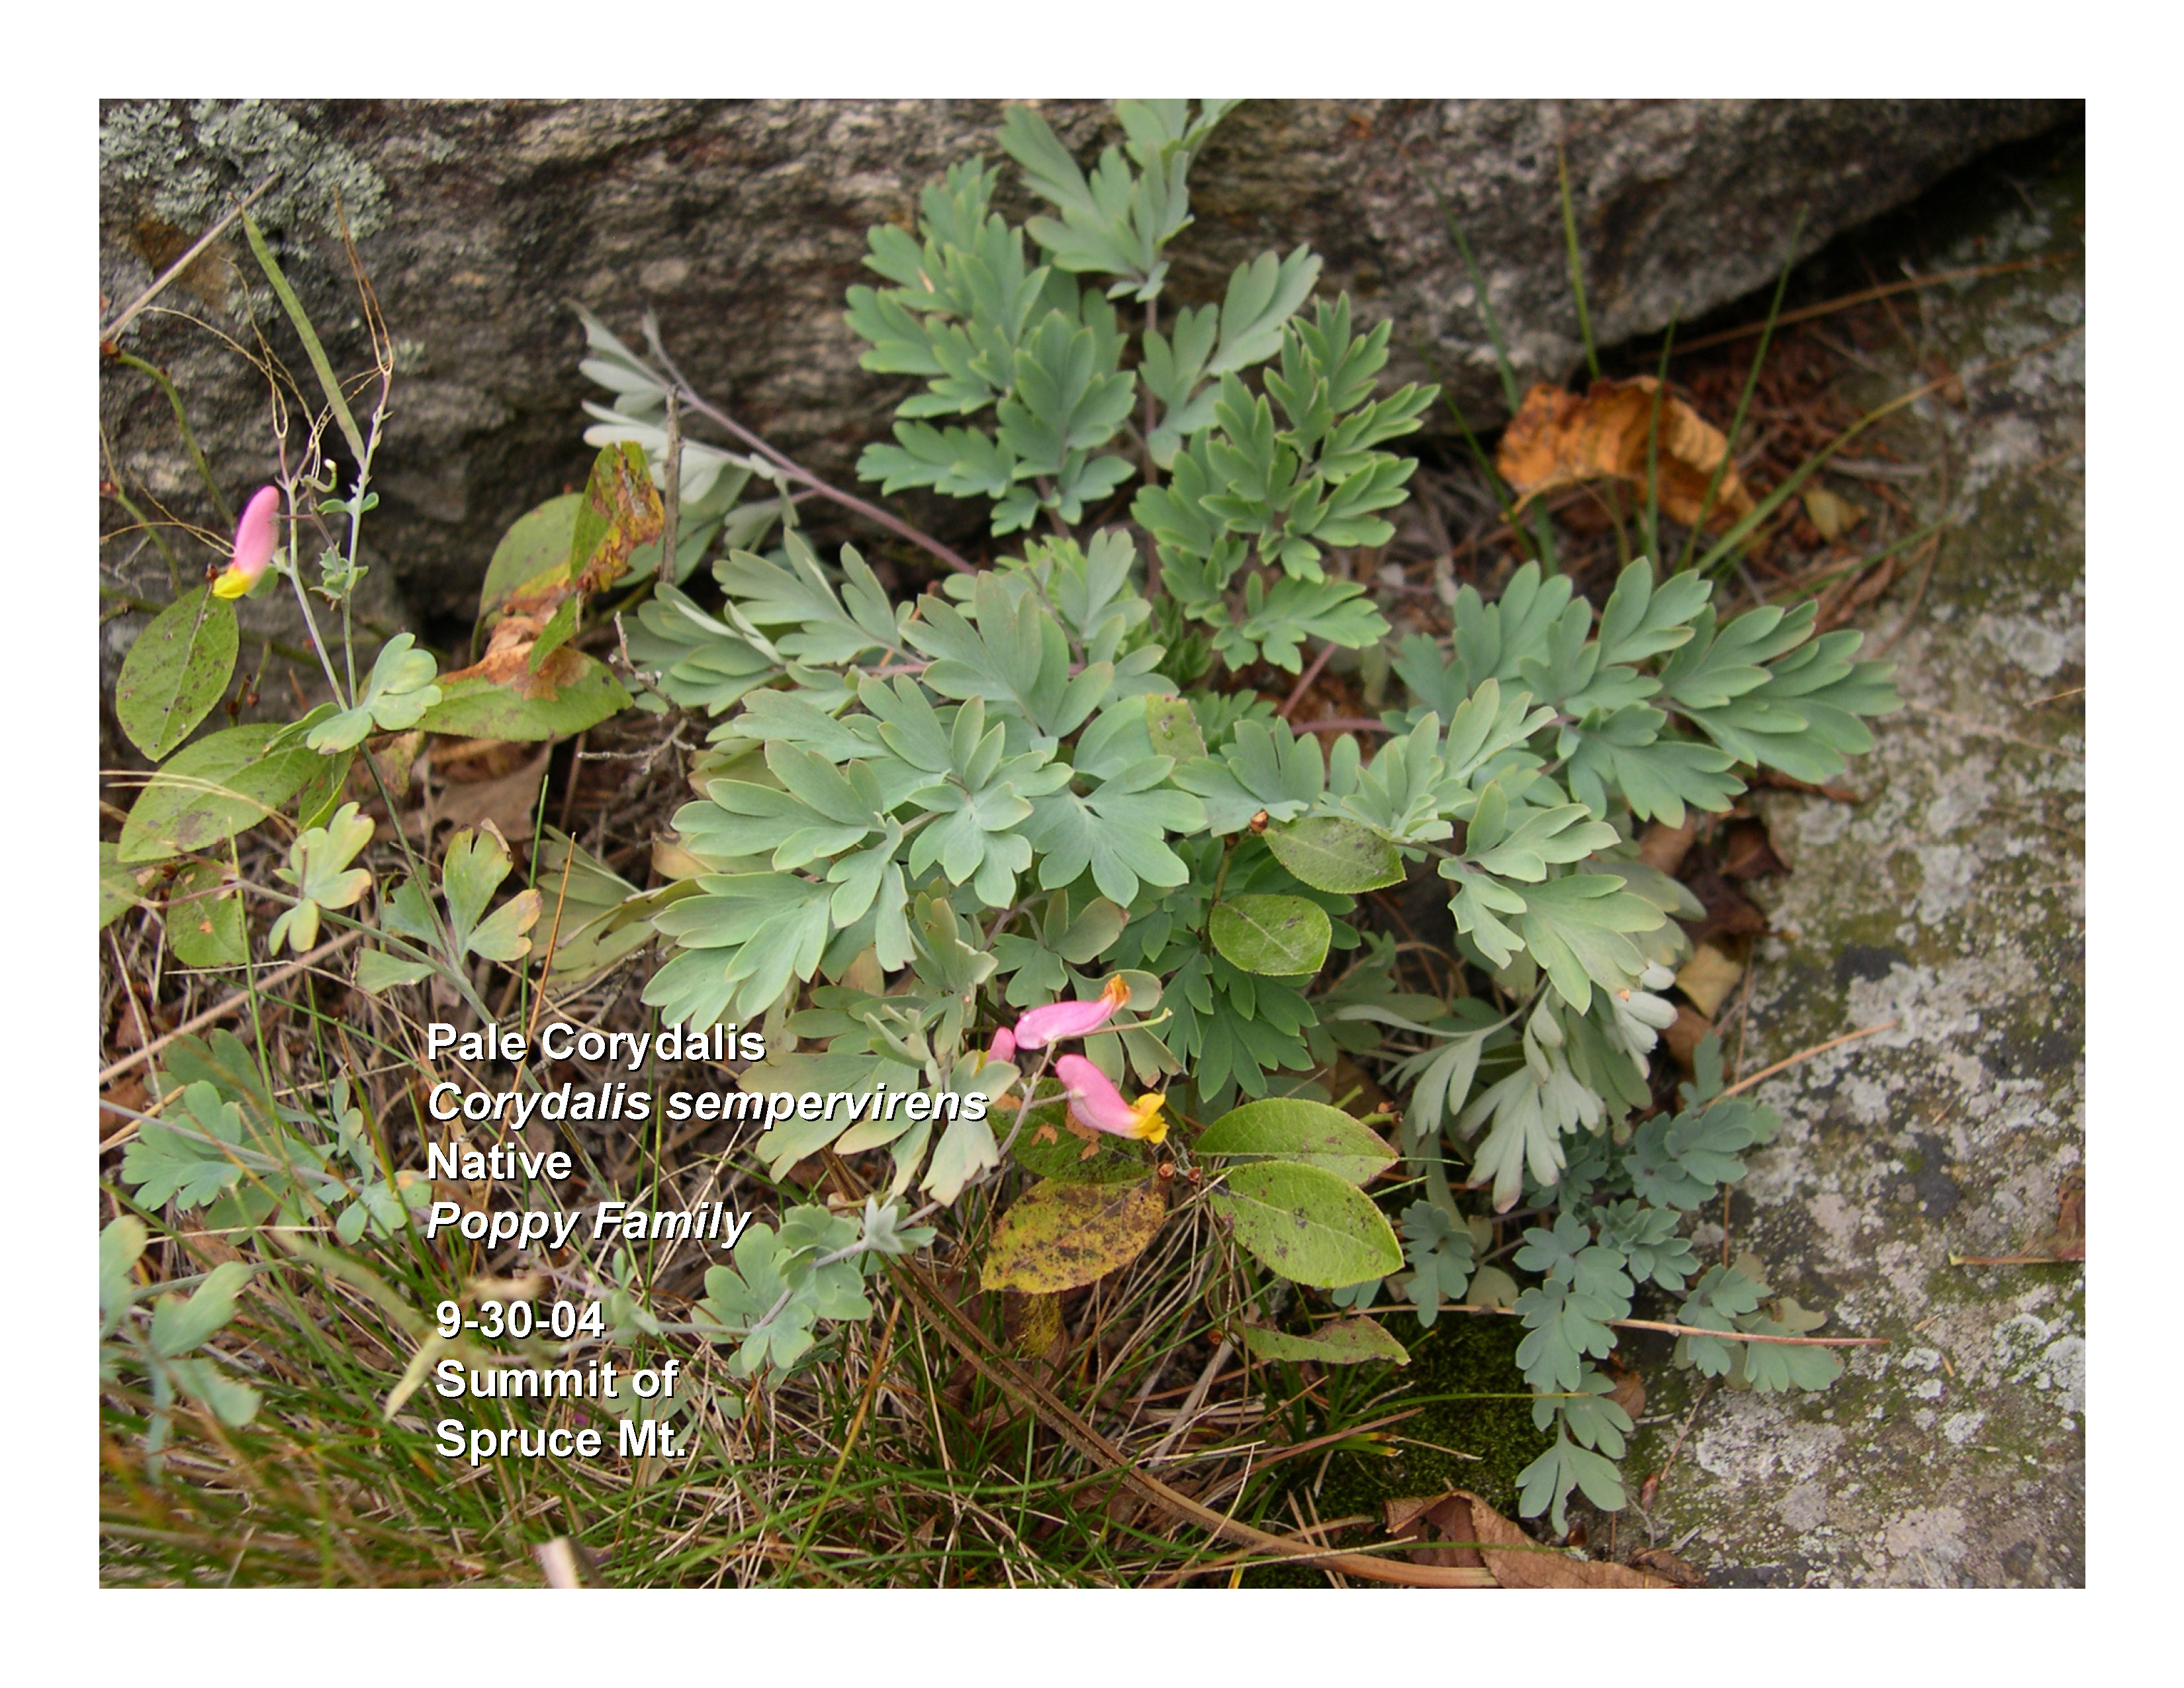 Pale Corydalis
Corydalis sempervirens
Native
Poppy Family
9-30-04
Summit of
Spruce Mt.